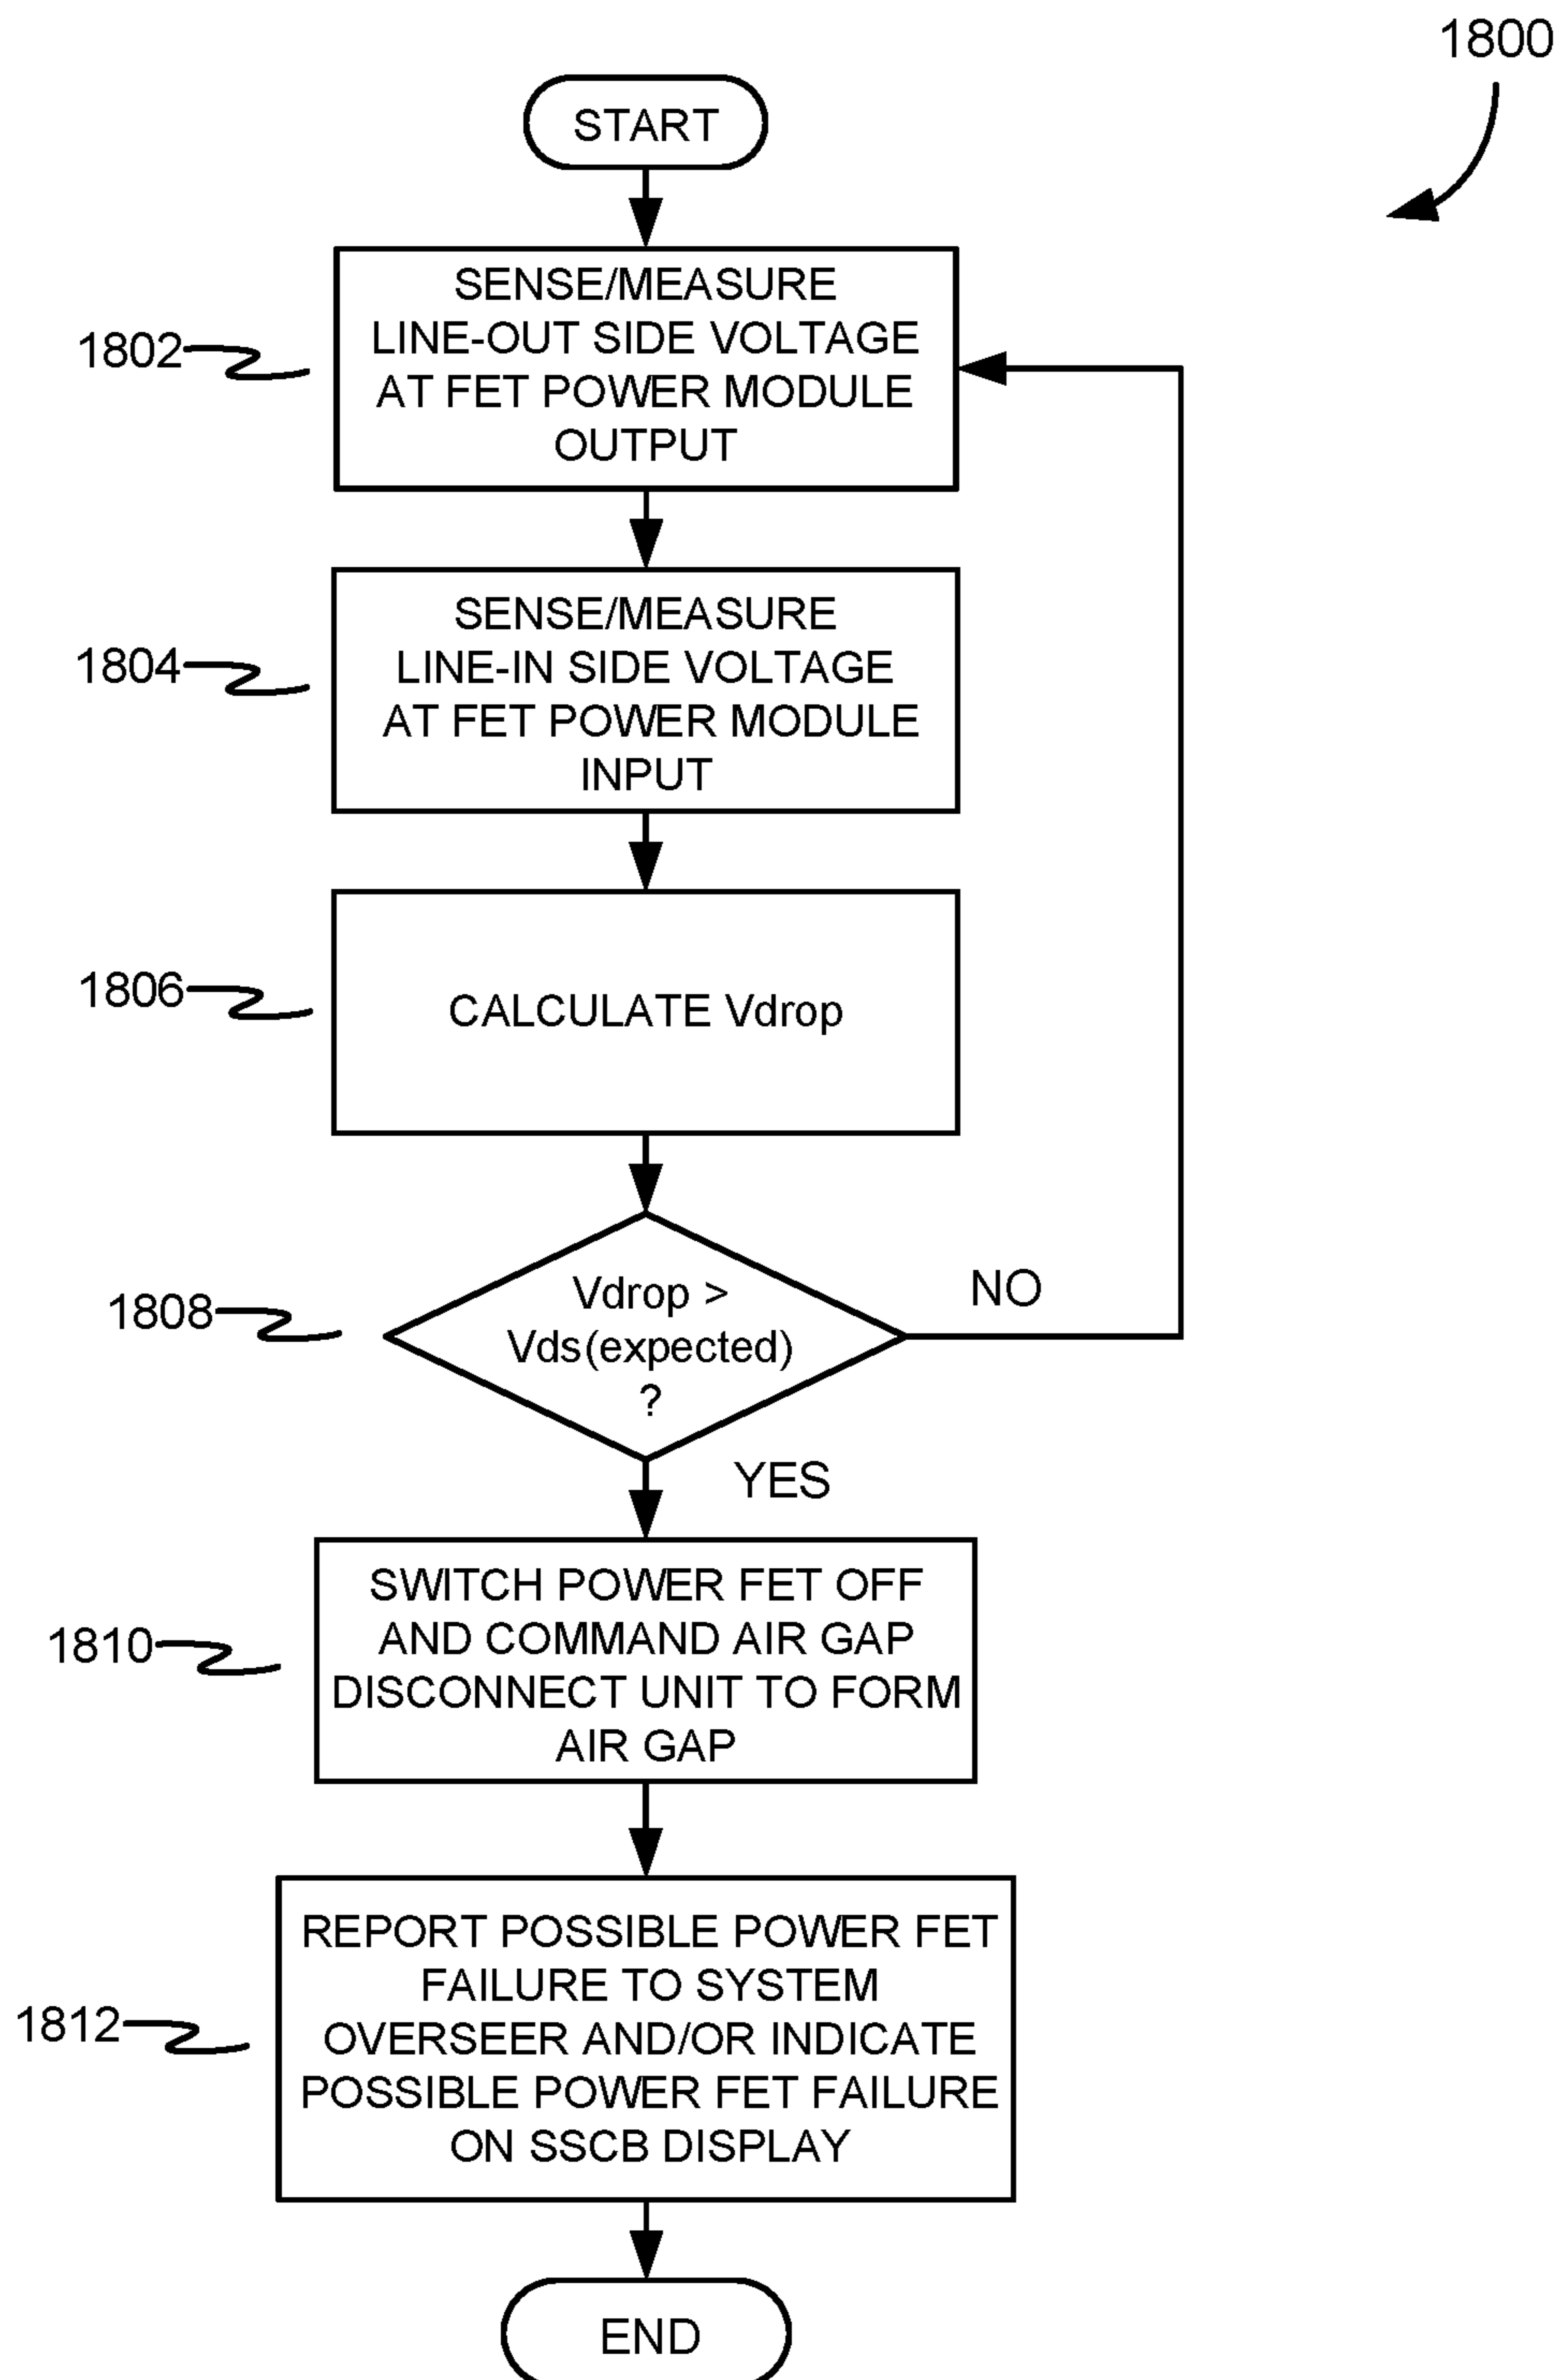 1800
START
1802
SENSE/MEASURE
LINE-OUT SIDE VOLTAGE
AT FET POWER MODULE
OUTPUT
1804
SENSE/MEASURE
LINE-IN SIDE VOLTAGE
AT FET POWER MODULE
INPUT
1806
CALCULATE Vdrop
1808
Vdrop >
Vds(expected)
?
NO
YES
1810
SWITCH POWER FET OFF
AND COMMAND AIR GAP
DISCONNECT UNIT TO FORM
AIR GAP
1812
REPORT POSSIBLE POWER FET
FAILURE TO SYSTEM
OVERSEER AND/OR INDICATE
POSSIBLE POWER FET FAILURE
ON SSCB DISPLAY
END